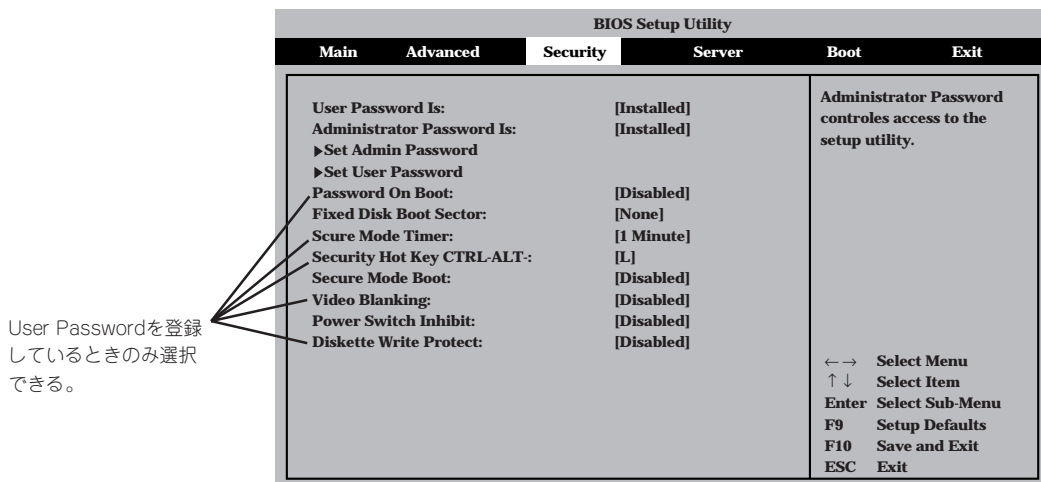 BIOS Setup Utility
Main Advanced Security Server Boot Exit
User Password Is: [Installed]
Administrator Password Is: [Installed]
▶Set Admin Password
▶Set User Password
Password On Boot: [Disabled]
Fixed Disk Boot Sector: [None]
Scure Mode Timer: [1 Minute]
Security Hot Key CTRL-ALT-: [L]
Secure Mode Boot: [Disabled]
Video Blanking: [Disabled]
Power Switch Inhibit: [Disabled]
Diskette Write Protect: [Disabled]
Administrator Password
controles access to the
setup utility.
←→ Select Menu
↑↓ Select Item
Enter Select Sub-Menu
F9 Setup Defaults
F10 Save and Exit
ESC Exit
User Passwordを登録
しているときのみ選択
できる。